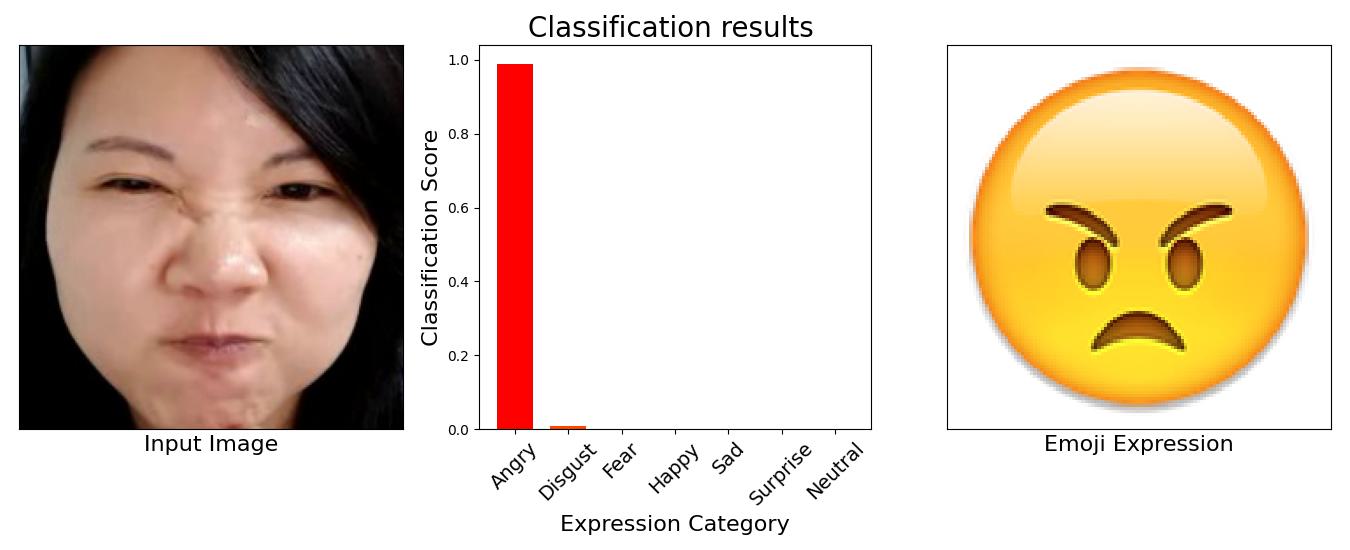 Classification results
Classification Score
1.0
0.8
0.6
0.4
0.2
0.0
Angry
Disgust
Fear
Happy
Sad
Surprise
Neutral
Expression Category
Input Image
Emoji Expression